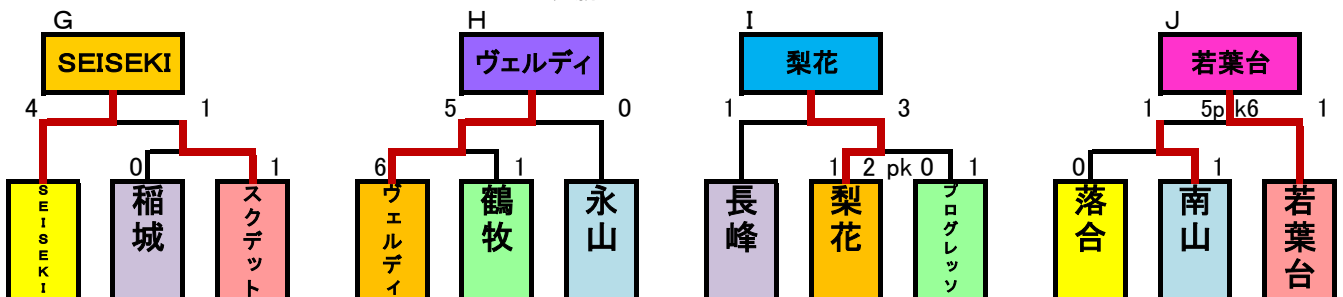 G H I J
SEISEKI ヴェルディ 梨花 若葉台
4 1 5 0 1 3 1 5pk6 1
0 1 6 1 1 2 pk 0 1 0 1
SEISEKI 稲城 スクデット ヴェルディ 鶴牧 永山 長峰 梨花 プログレッソ 落合 南山 若葉台